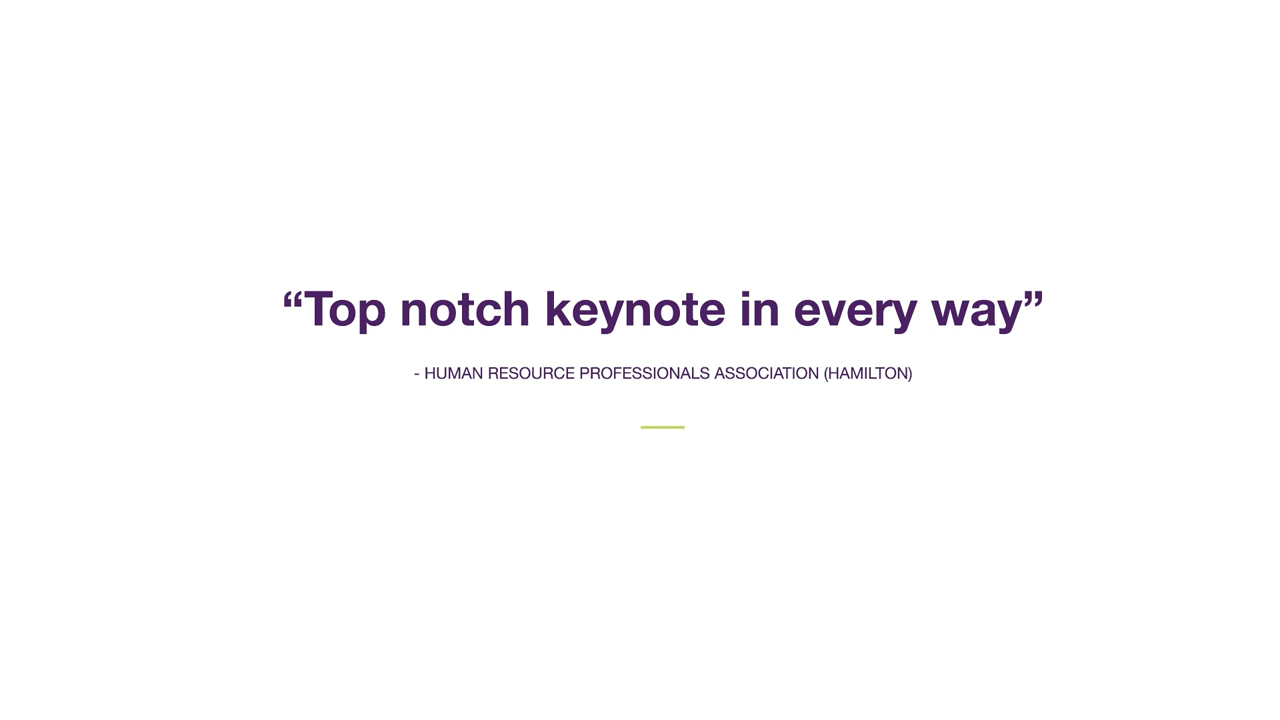 “Top notch keynote in every way”
- HUMAN RESOURCE PROFESSIONALS ASSOCIATION (HAMILTON)